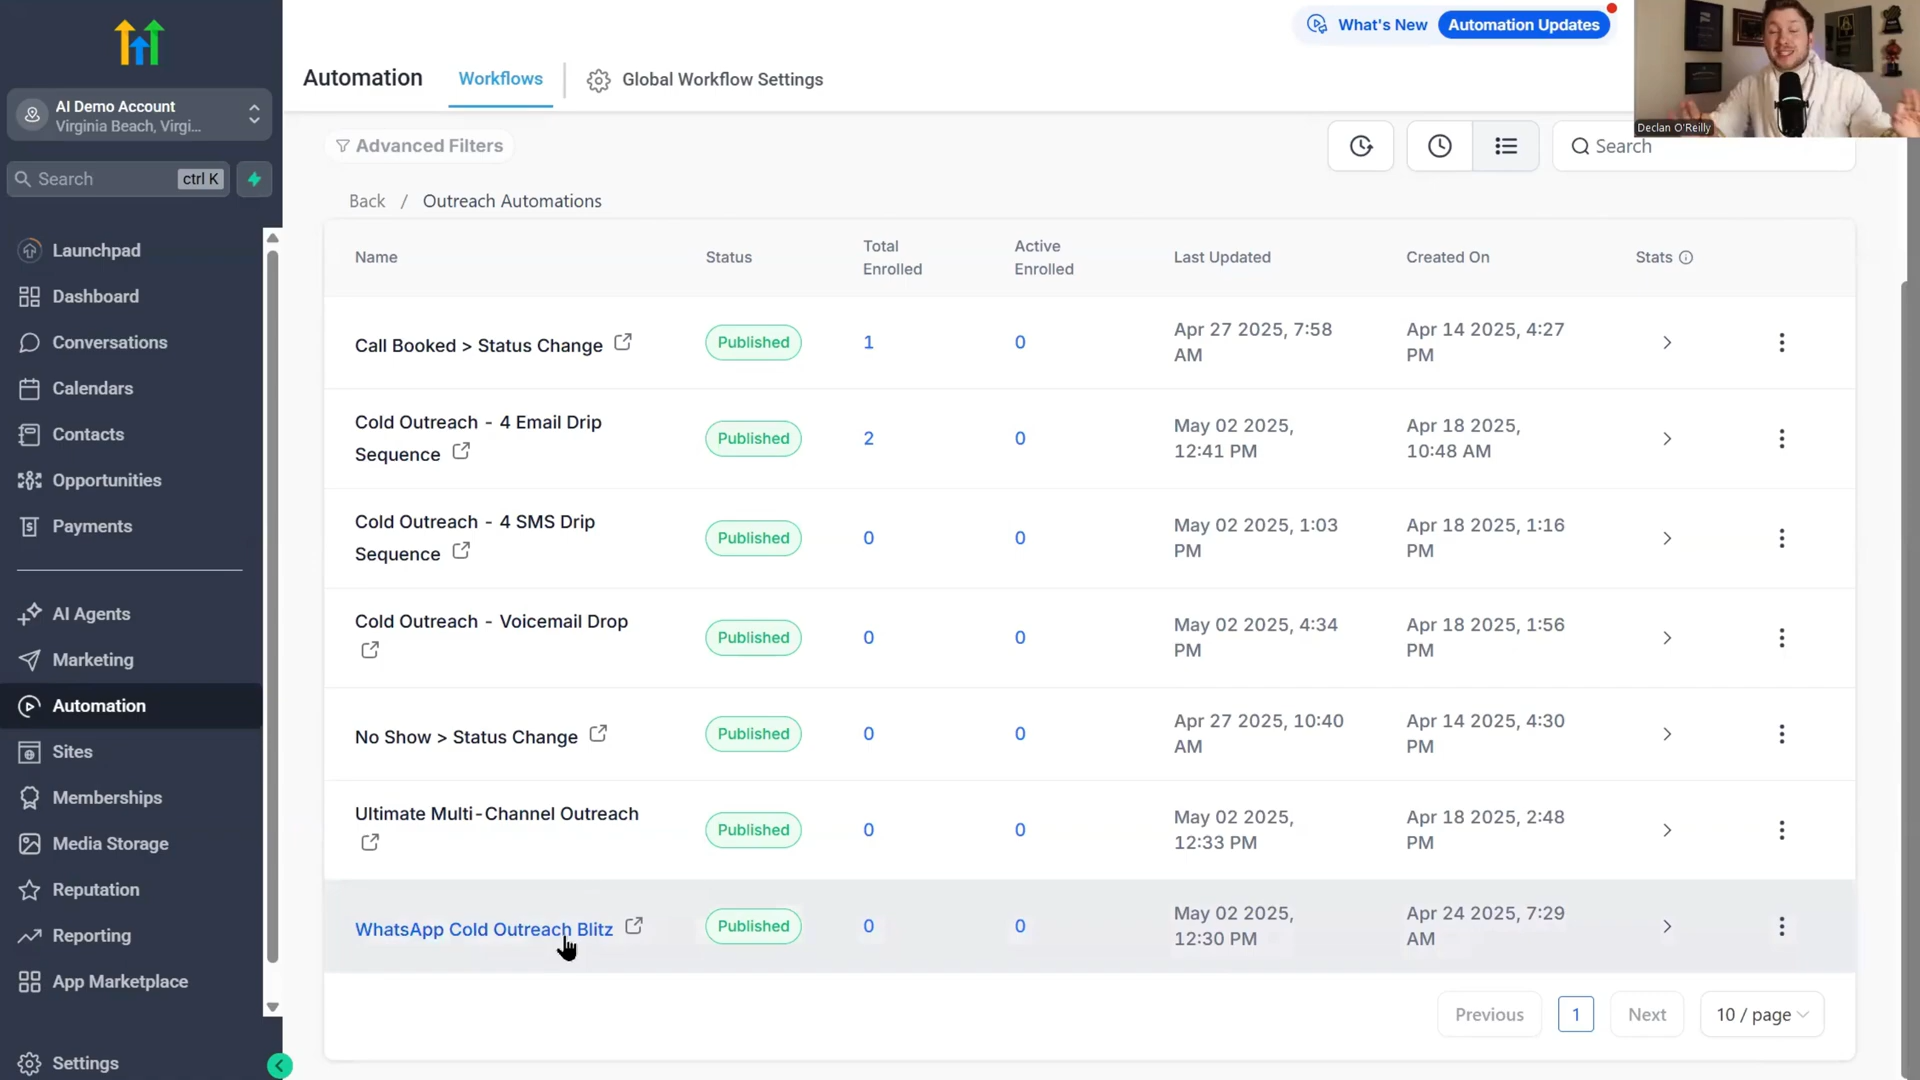 AI Demo Account
Virginia Beach, Virgi...
Search
ctrl K
Launchpad
Dashboard
Conversations
Calendars
Contacts
Opportunities
Payments
AI Agents
Marketing
Automation
Sites
Memberships
Media Storage
Reputation
Reporting
App Marketplace
Settings
What's New
Automation Updates
Automation
Workflows
Global Workflow Settings
Declan O'Reilly
Advanced Filters
Search
Back / Outreach Automations
Name Status Total Enrolled Active Enrolled Last Updated Created On Stats
Call Booked > Status Change
Published
1
0
Apr 27 2025, 7:58
AM
Apr 14 2025, 4:27
PM
Cold Outreach - 4 Email Drip
Sequence
Published
2
0
May 02 2025,
12:41 PM
Apr 18 2025,
10:48 AM
Cold Outreach - 4 SMS Drip
Sequence
Published
0
0
May 02 2025, 1:03
PM
Apr 18 2025, 1:16
PM
Cold Outreach - Voicemail Drop
Published
0
0
May 02 2025, 4:34
PM
Apr 18 2025, 1:56
PM
No Show > Status Change
Published
0
0
Apr 27 2025, 10:40
AM
Apr 14 2025, 4:30
PM
Ultimate Multi-Channel Outreach
Published
0
0
May 02 2025,
12:33 PM
Apr 18 2025, 2:48
PM
WhatsApp Cold Outreach Blitz
Published
0
0
May 02 2025,
12:30 PM
Apr 24 2025, 7:29
AM
Previous
1
Next
10 / page